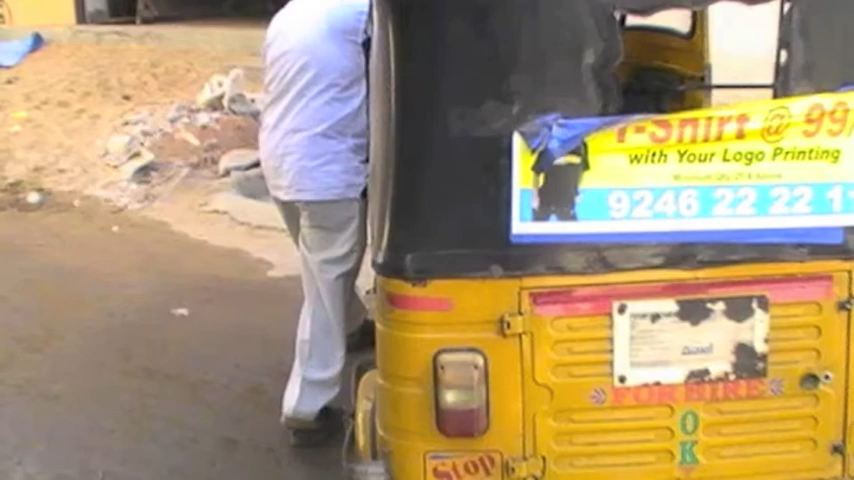 T-Shirt @ 99/
with Your Logo Printing
9246 22 22 1
FOR HIRE
OK
Stop